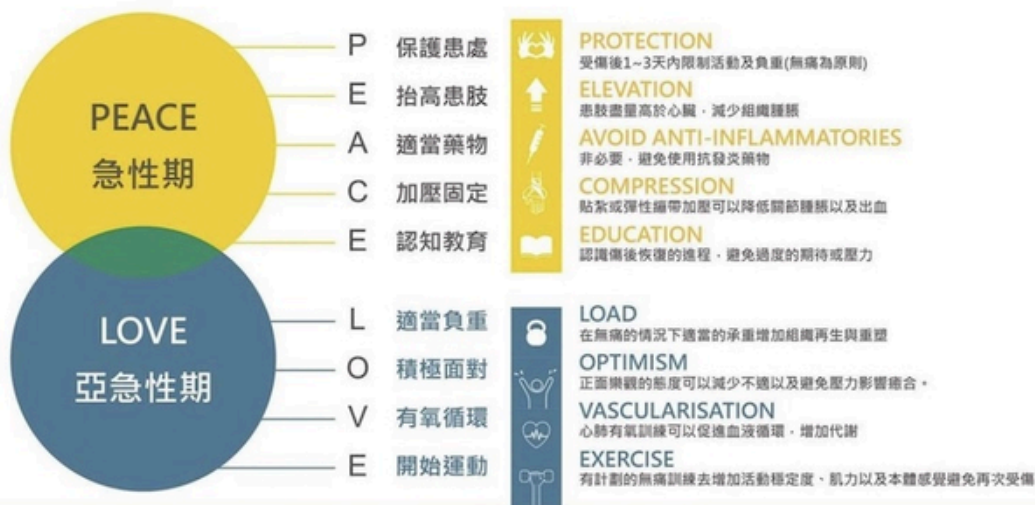 PEACE
急性期
P 保護患處
E 抬高患肢
A 適當藥物
C 加壓固定
E 認知教育
PROTECTION
受傷後1~3天內限制活動及負重(無痛為原則)
ELEVATION
患肢盡量高於心臟，減少組織腫脹
AVOID ANTI-INFLAMMATORIES
非必要，避免使用抗發炎藥物
COMPRESSION
貼紮或彈性繃帶加壓可以降低關節腫脹以及出血
EDUCATION
認識傷後恢復的進程，避免過度的期待或壓力
LOVE
亞急性期
L 適當負重
O 積極面對
V 有氧循環
E 開始運動
LOAD
在無痛的情況下適當的承重增加組織再生與重塑
OPTIMISM
正面樂觀的態度可以減少不適以及避免壓力影響癒合。
VASCULARISATION
心肺有氧訓練可以促進血液循環，增加代謝
EXERCISE
有計劃的無痛訓練去增加活動穩定度、肌力以及本體感覺避免再次受傷